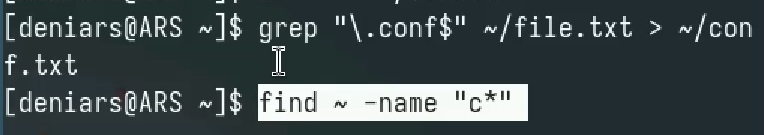 [deniars@ARS ~]$ grep "\.conf$" ~/file.txt > ~/con
f.txt
[deniars@ARS ~]$ find ~ -name "c*"